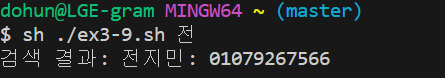 dohun@LGE-gram MINGW64 ~ (master)
$ sh ./ex3-9.sh 전
검색 결과: 전지민: 01079267566